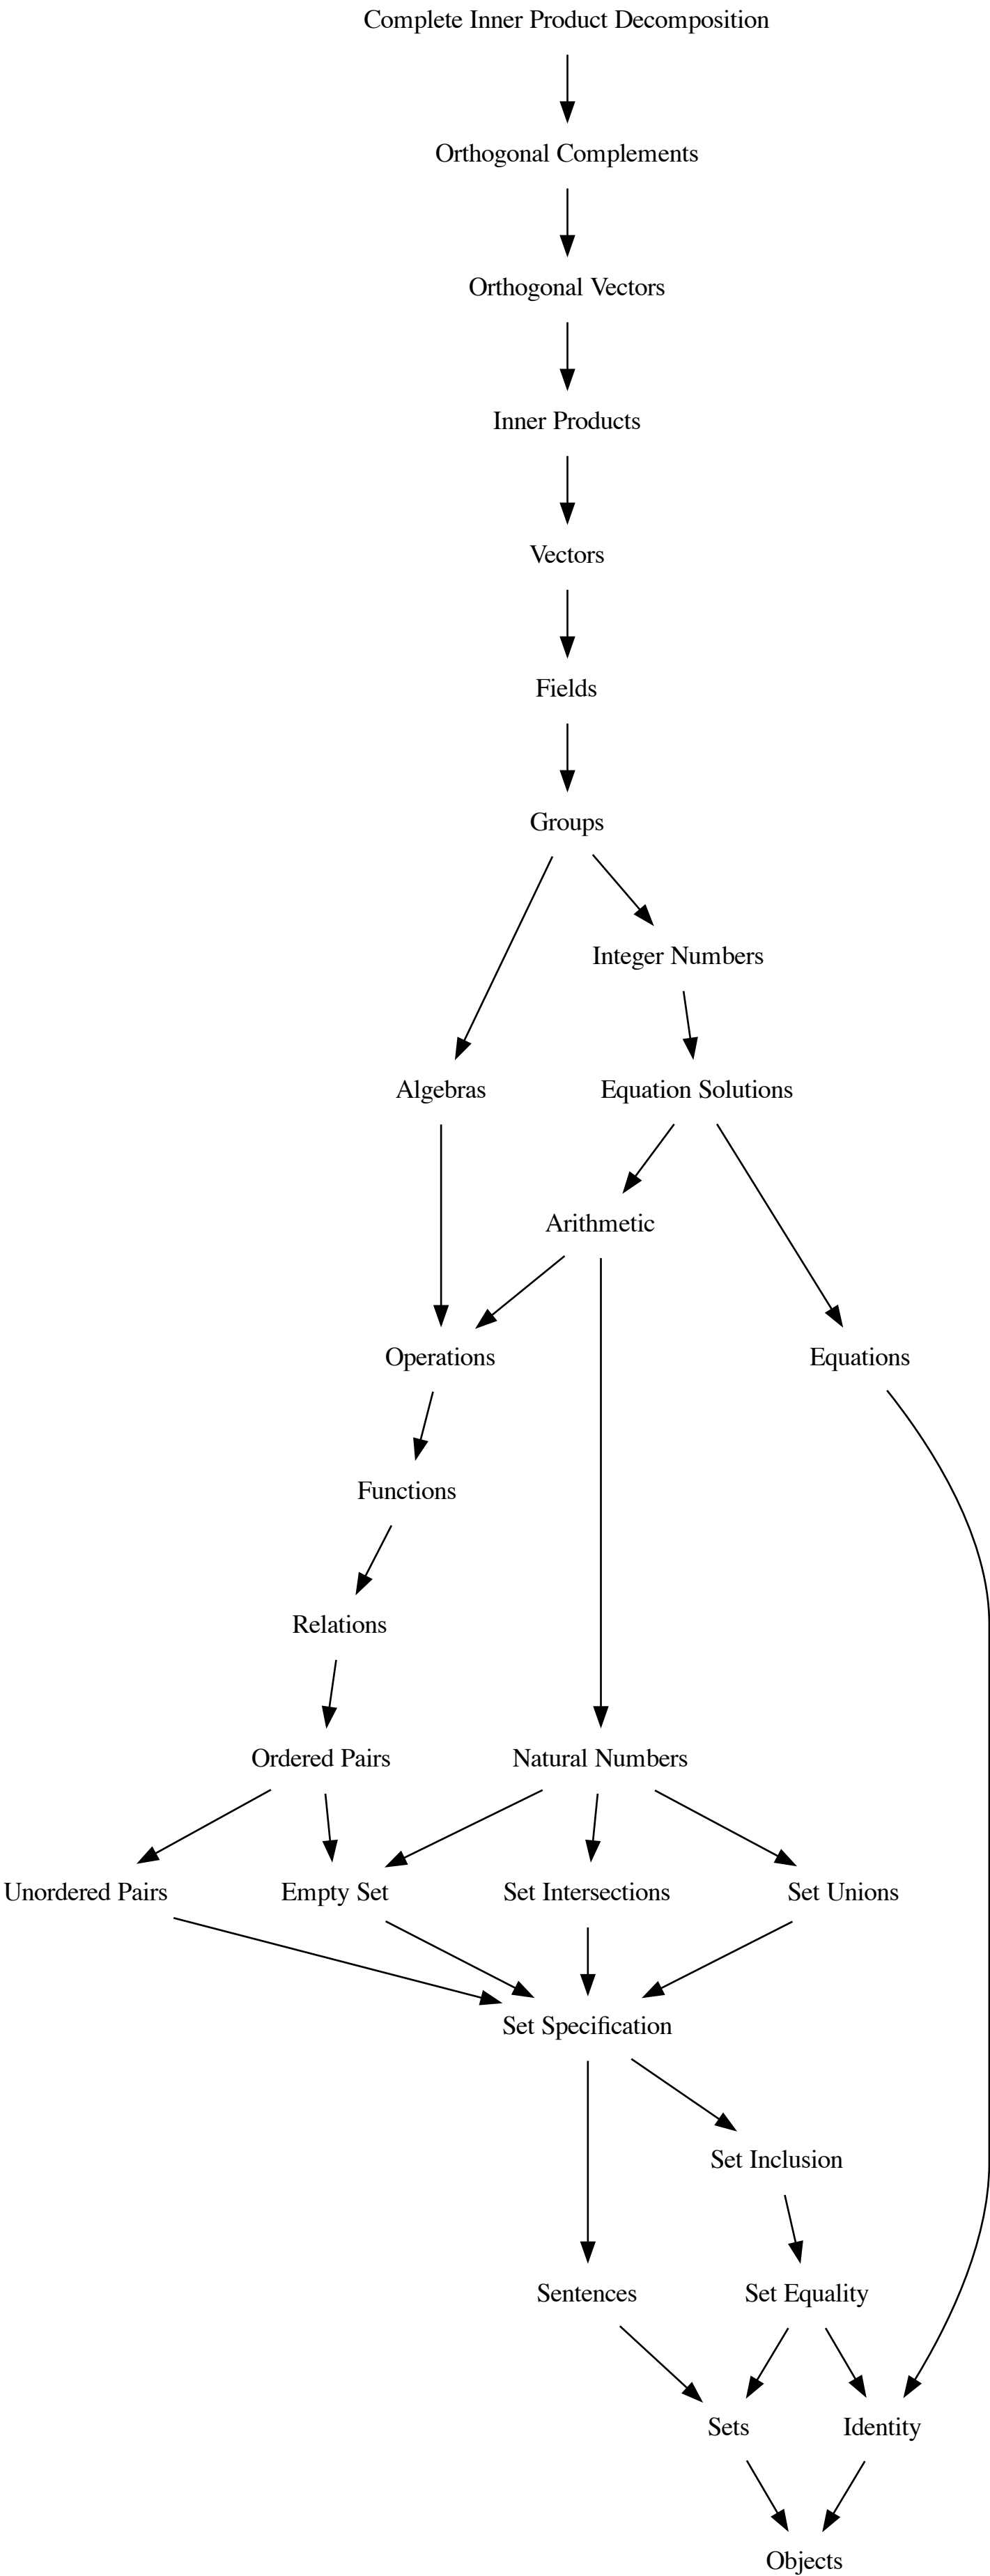 Complete Inner Product Decomposition
Orthogonal Complements
Orthogonal Vectors
Inner Products
Vectors
Fields
Groups
Integer Numbers
Algebras
Equation Solutions
Arithmetic
Operations
Equations
Functions
Relations
Ordered Pairs
Natural Numbers
Unordered Pairs
Empty Set
Set Intersections
Set Unions
Set Specification
Set Inclusion
Sentences
Set Equality
Sets
Identity
Objects